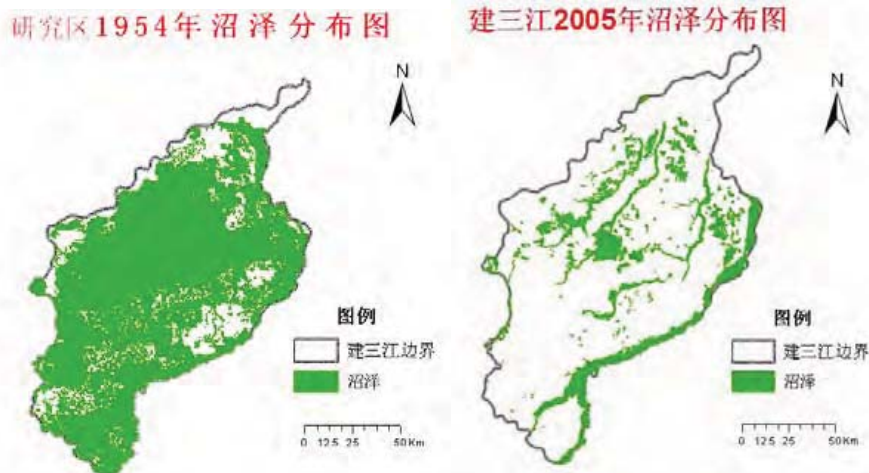 研究区1954年沼泽分布图
N
图例
建三江边界
沼泽
0 12.5 25 50Km
建三江2005年沼泽分布图
N
图例
建三江边界
沼泽
0 12.5 25 50Km